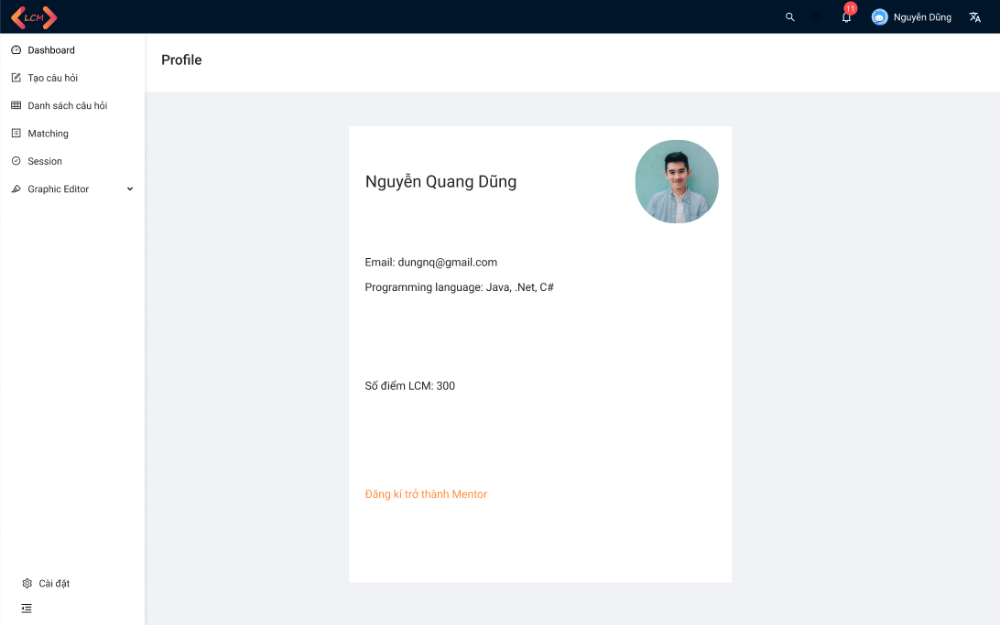 LCM
11
Nguyễn Dũng
Dashboard
Tạo câu hỏi
Danh sách câu hỏi
Matching
Session
Graphic Editor
Cài đặt
Profile
Nguyễn Quang Dũng
Email: dungnq@gmail.com
Programming language: Java, .Net, C#
Số điểm LCM: 300
Đăng kí trở thành Mentor